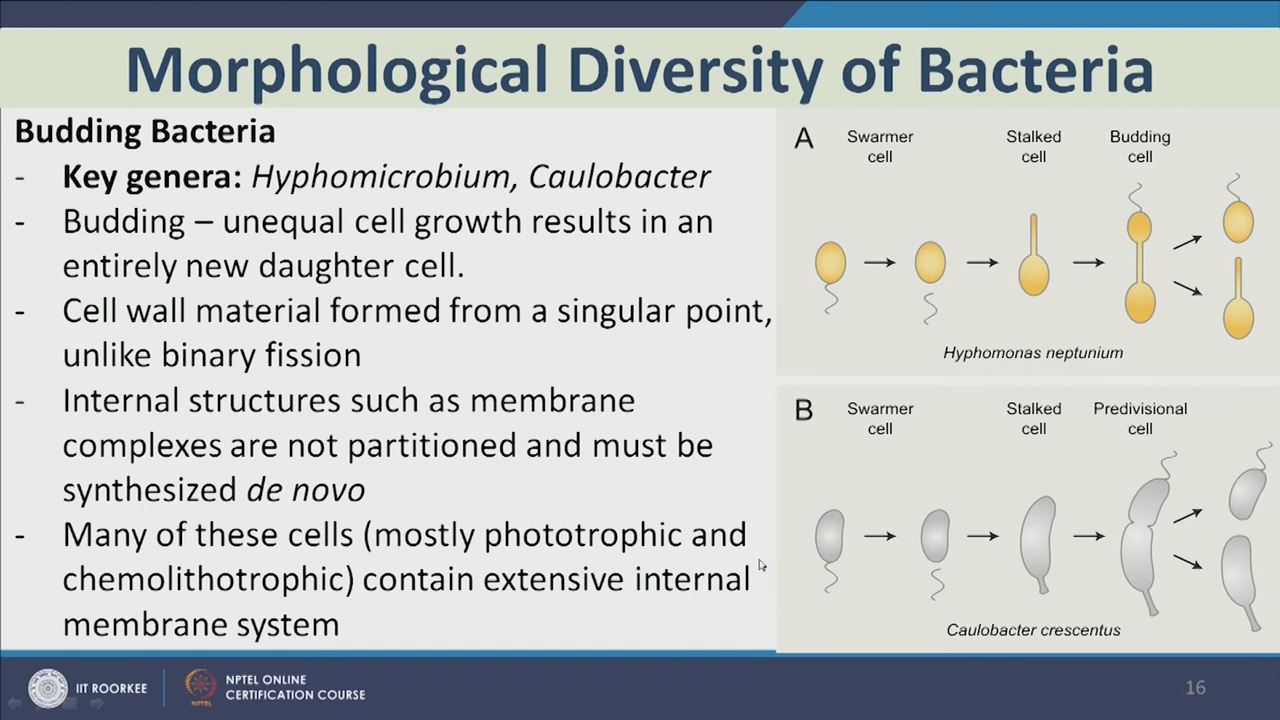 Morphological Diversity of Bacteria
Budding Bacteria
- Key genera: Hyphomicrobium, Caulobacter
- Budding – unequal cell growth results in an
entirely new daughter cell.
- Cell wall material formed from a singular point,
unlike binary fission
- Internal structures such as membrane
complexes are not partitioned and must be
synthesized de novo
- Many of these cells (mostly phototrophic and
chemolithotrophic) contain extensive internal
membrane system
A
Swarmer
cell
Stalked
cell
Budding
cell
Hyphomonas neptunium
B
Swarmer
cell
Stalked
cell
Predivisional
cell
Caulobacter crescentus
IIT ROORKEE
NPTEL
NPTEL ONLINE
CERTIFICATION COURSE
16